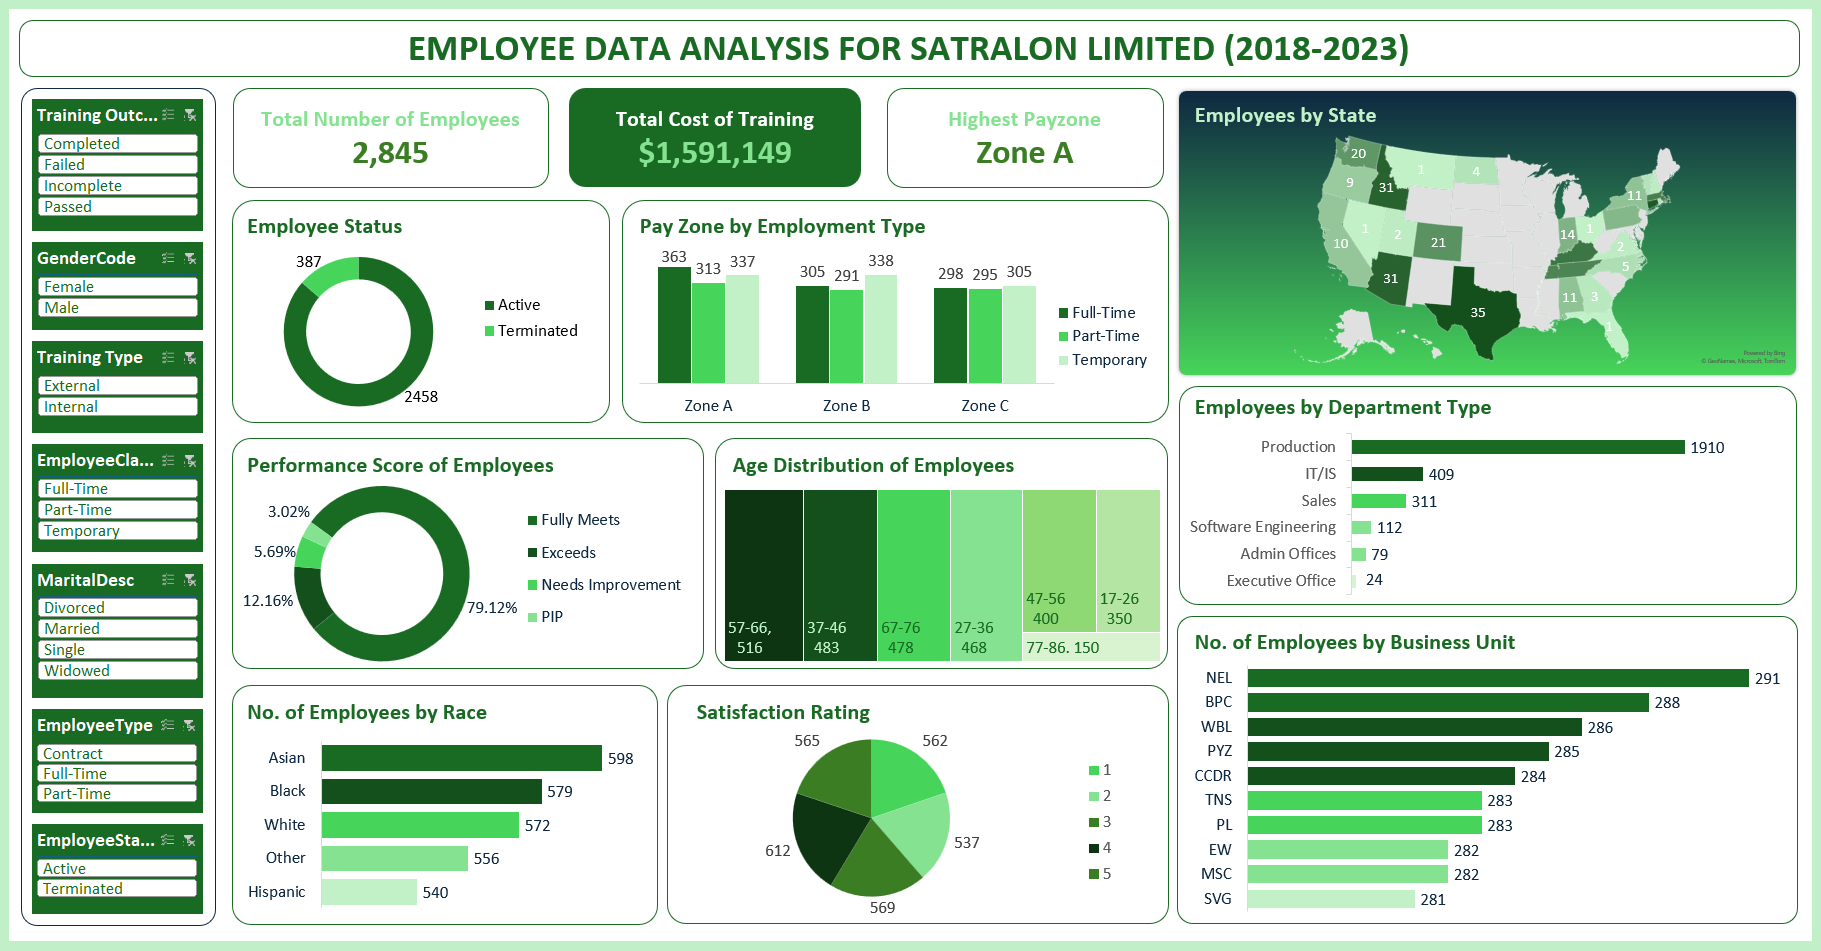 EMPLOYEE DATA ANALYSIS FOR SATRALON LIMITED (2018-2023)
Training Outc...
Completed
Failed
Incomplete
Passed
GenderCode
Female
Male
Training Type
External
Internal
EmployeeCla...
Full-Time
Part-Time
Temporary
MaritalDesc
Divorced
Married
Single
Widowed
EmployeeType
Contract
Full-Time
Part-Time
EmployeeSta...
Active
Terminated
Total Number of Employees
2,845
Total Cost of Training
$1,591,149
Highest Payzone
Zone A
Employee Status
387
2458
Active
Terminated
Pay Zone by Employment Type
363 313 337
305 291 338
298 295 305
Zone A Zone B Zone C
Full-Time
Part-Time
Temporary
Employees by State
20
9
31
1
4
10
1
2
21
31
35
14
1
11
2
5
11
3
1
Powered by Bing
© GeoNames, Microsoft, TomTom
Performance Score of Employees
3.02%
5.69%
12.16%
79.12%
Fully Meets
Exceeds
Needs Improvement
PIP
Age Distribution of Employees
57-66,
516
37-46
483
67-76
478
27-36
468
47-56
400
17-26
350
77-86. 150
Employees by Department Type
Production 1910
IT/IS 409
Sales 311
Software Engineering 112
Admin Offices 79
Executive Office 24
No. of Employees by Race
Asian 598
Black 579
White 572
Other 556
Hispanic 540
Satisfaction Rating
565
562
537
612
569
1
2
3
4
5
No. of Employees by Business Unit
NEL 291
BPC 288
WBL 286
PYZ 285
CCDR 284
TNS 283
PL 283
EW 282
MSC 282
SVG 281